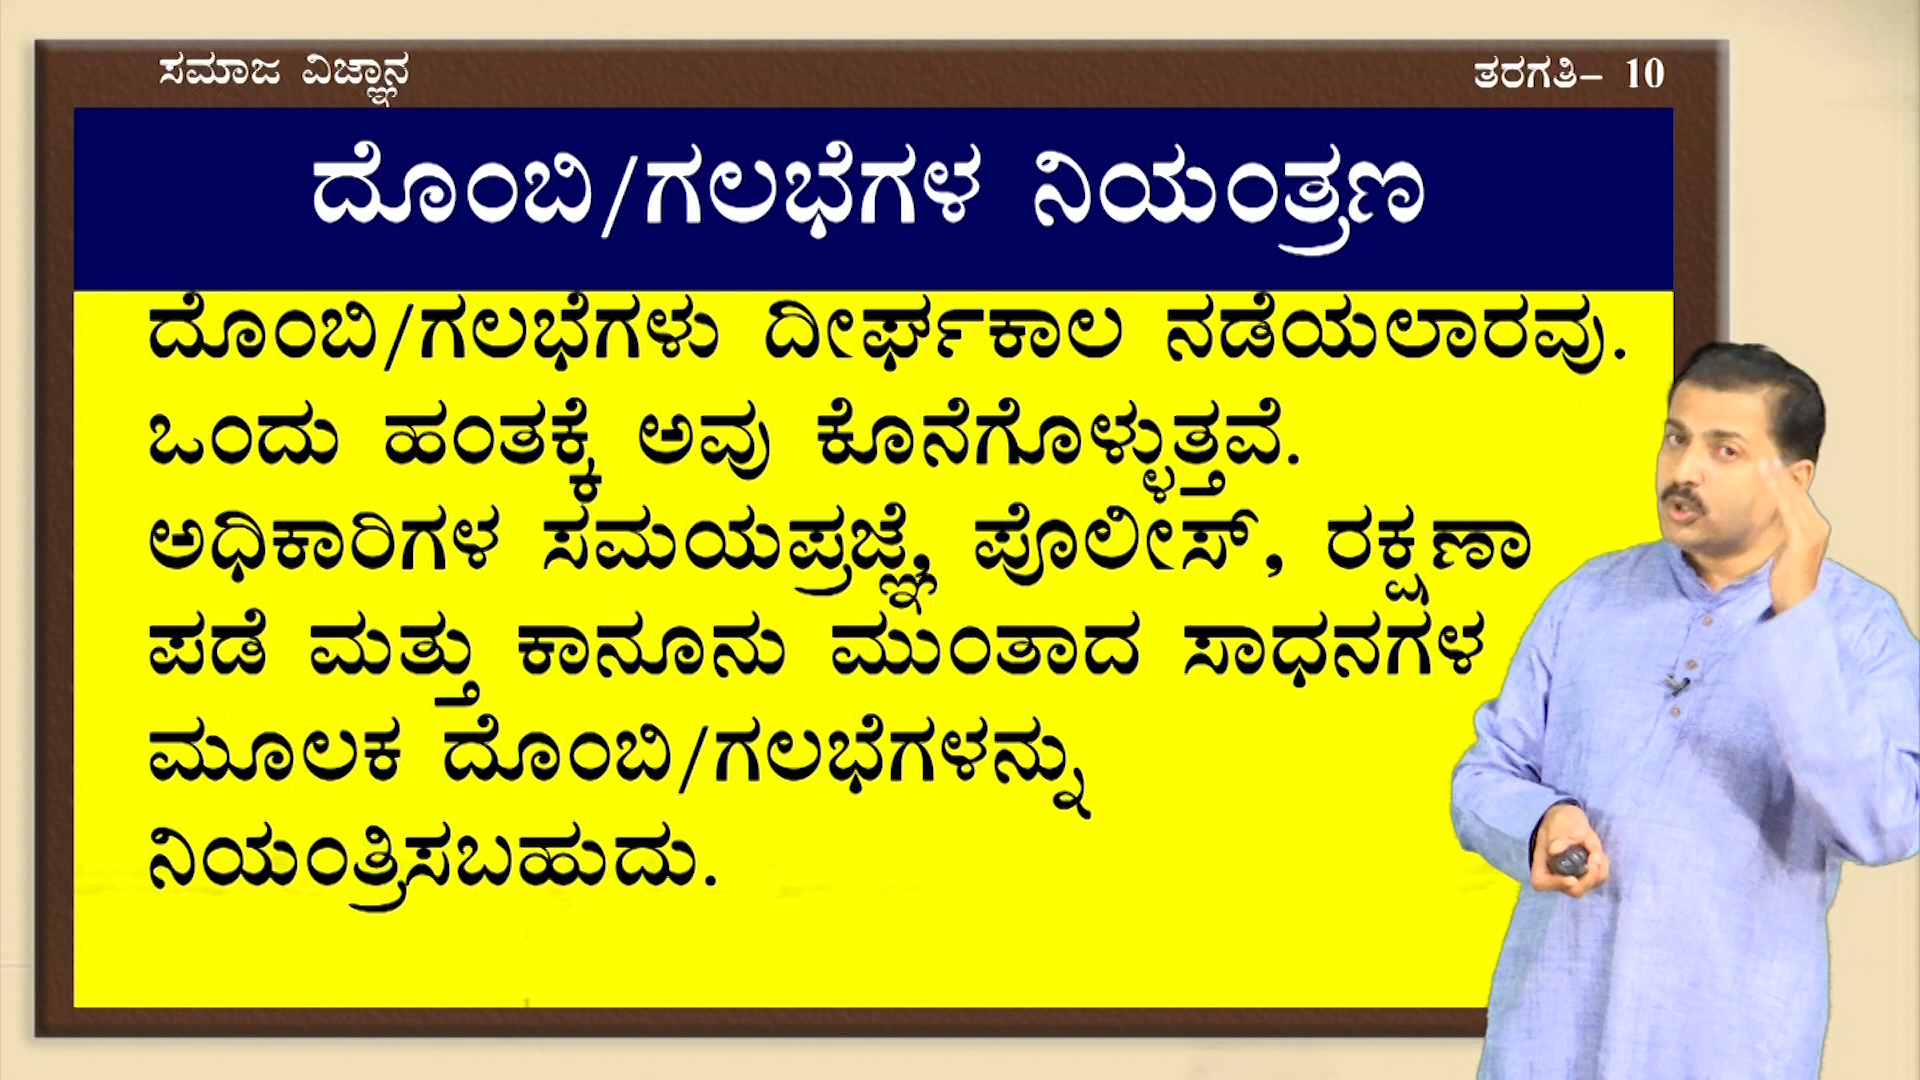 ಸಮಾಜ ವಿಜ್ಞಾನ
ತರಗತಿ– 10
ದೊಂಬಿ/ಗಲಭೆಗಳ ನಿಯಂತ್ರಣ
ದೊಂಬಿ/ಗಲಭೆಗಳು ದೀರ್ಘಕಾಲ ನಡೆಯಲಾರವು.
ಒಂದು ಹಂತಕ್ಕೆ ಅವು ಕೊನೆಗೊಳ್ಳುತ್ತವೆ.
ಅಧಿಕಾರಿಗಳ ಸಮಯಪ್ರಜ್ಞೆ, ಪೊಲೀಸ್, ರಕ್ಷಣಾ
ಪಡೆ ಮತ್ತು ಕಾನೂನು ಮುಂತಾದ ಸಾಧನಗಳ
ಮೂಲಕ ದೊಂಬಿ/ಗಲಭೆಗಳನ್ನು
ನಿಯಂತ್ರಿಸಬಹುದು.